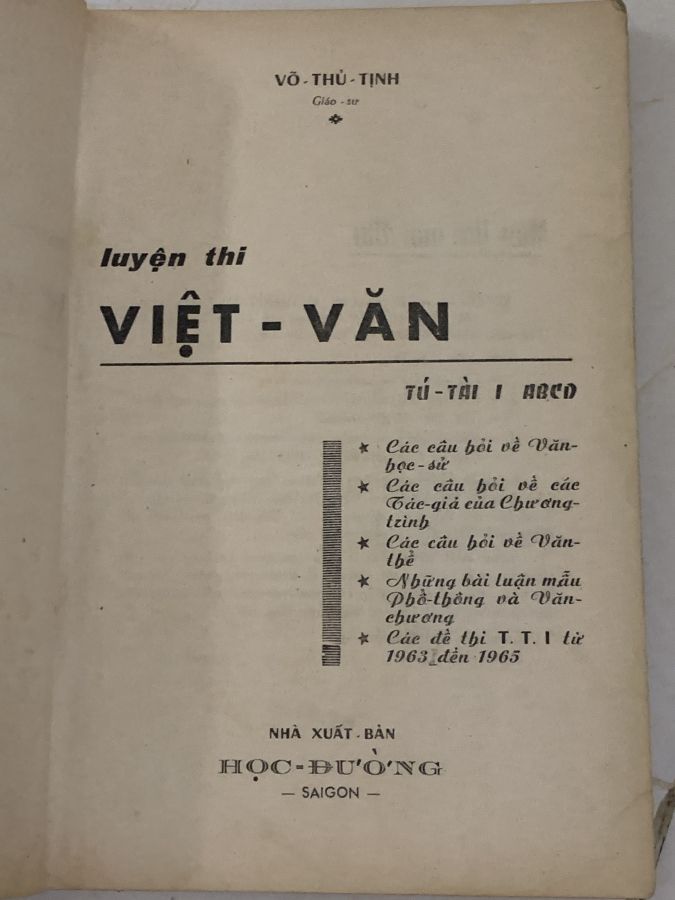 VÕ - THỦ - TỊNH
Giáo - sư
luyện thi
VIỆT - VĂN
TÚ - TÀI I ABCD
★ Các câu hỏi về Văn-
học - sử
★ Các câu hỏi về các
Tác-giả của Chương-
trình
★ Các câu hỏi về Văn-
thể
★ Những bài luận mẫu
Phổ-thông và Văn-
chương
★ Các đề thi T. T. I từ
1963 đến 1965
NHÀ XUẤT - BẢN
HỌC - ĐƯỜNG
— SAIGON —